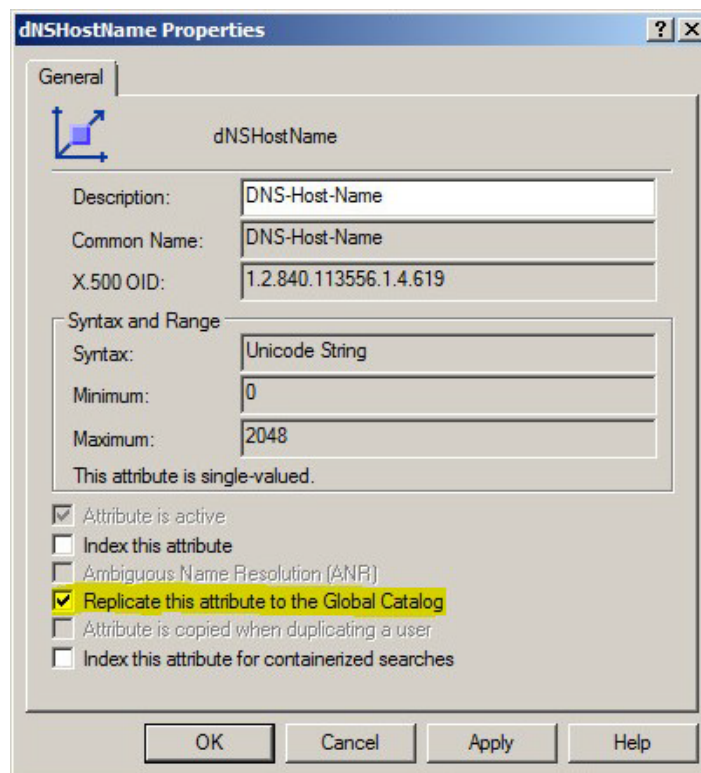 dNSHostName Properties
General
dNSHostName
Description: DNS-Host-Name
Common Name: DNS-Host-Name
X.500 OID: 1.2.840.113556.1.4.619
Syntax and Range
Syntax: Unicode String
Minimum: 0
Maximum: 2048
This attribute is single-valued.
Attribute is active
Index this attribute
Ambiguous Name Resolution (ANR)
Replicate this attribute to the Global Catalog
Attribute is copied when duplicating a user
Index this attribute for containerized searches
OK Cancel Apply Help